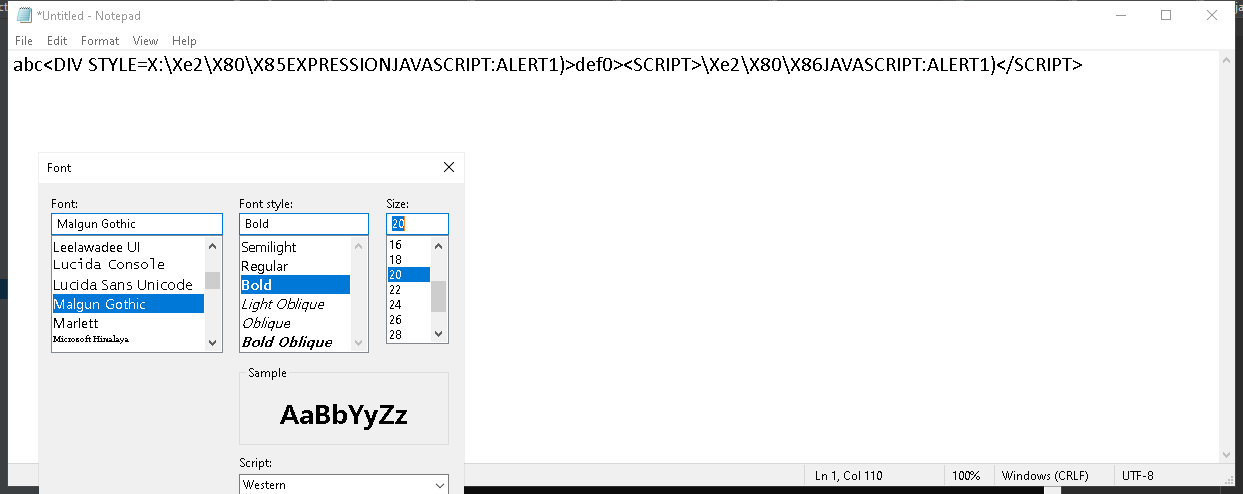 *Untitled - Notepad
File Edit Format View Help
abc<DIV STYLE=X:\Xe2\X80\X85EXPRESSIONJAVASCRIPT:ALERT1)>def0><SCRIPT>\Xe2\X80\X86JAVASCRIPT:ALERT1)</SCRIPT>
Font
Font: Font style: Size:
Malgun Gothic Bold 20
Leelawadee UI
Lucida Console
Lucida Sans Unicode
Malgun Gothic
Marlett
Microsoft Himalaya
Semilight
Regular
Bold
Light Oblique
Oblique
Bold Oblique
16
18
20
22
24
26
28
Sample
AaBbYyZz
Script:
Western
Ln 1, Col 110 100% Windows (CRLF) UTF-8